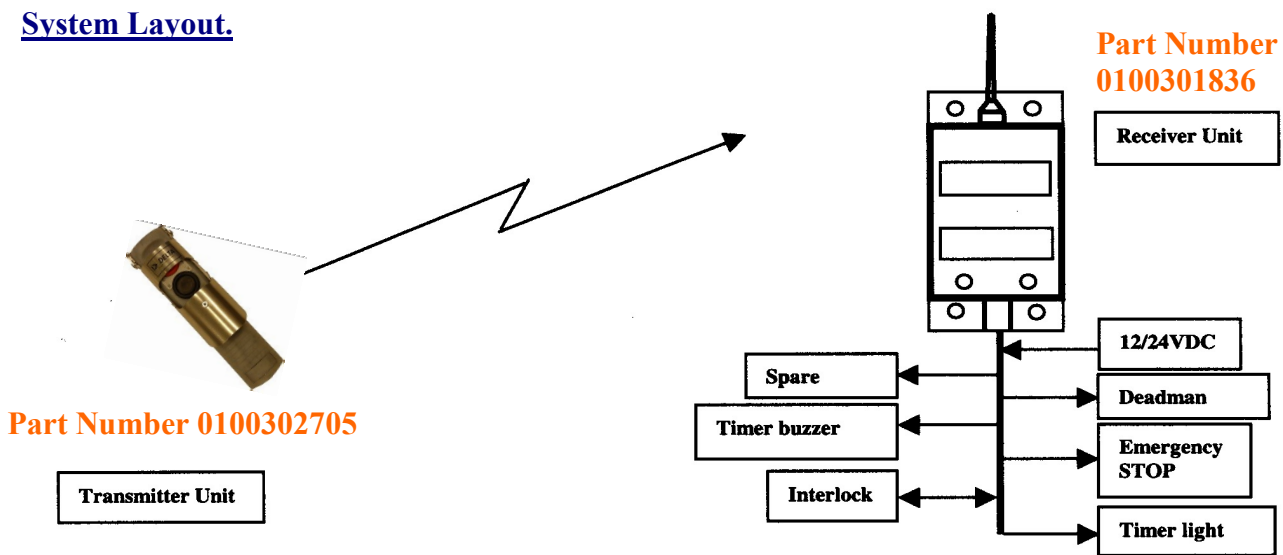 System Layout.
Part Number
0100301836
Receiver Unit
Part Number 0100302705
Transmitter Unit
12/24VDC
Spare
Deadman
Timer buzzer
Emergency
STOP
Interlock
Timer light